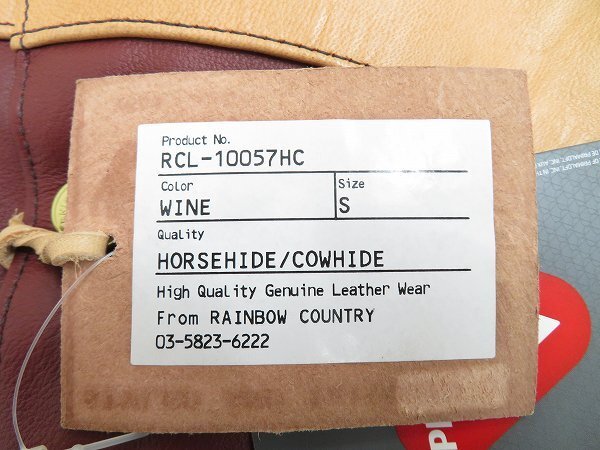 Product No.
RCL-10057HC
Color
WINE
Size
S
Quality
HORSEHIDE/COWHIDE
High Quality Genuine Leather Wear
From RAINBOW COUNTRY
03-5823-6222